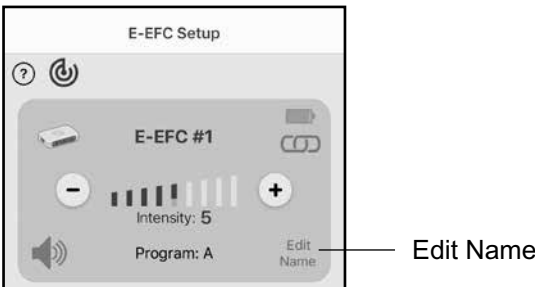 E-EFC Setup
?
E-EFC #1
Intensity: 5
Program: A
Edit
Name
Edit Name